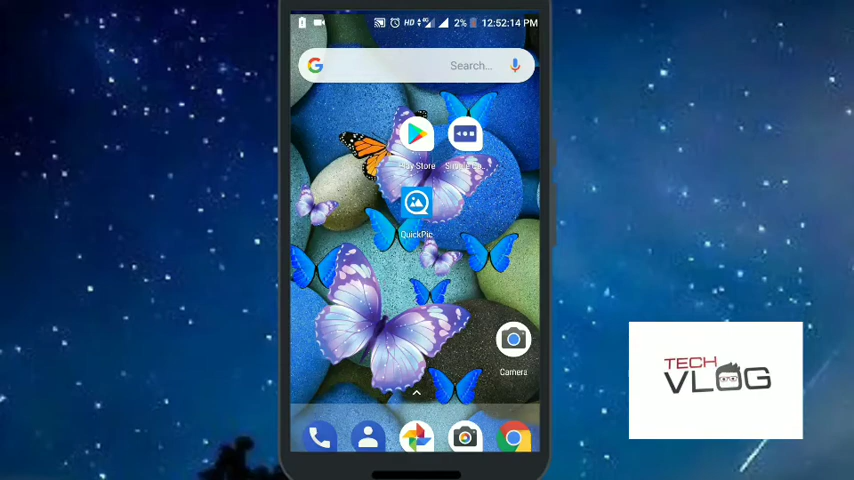 HD 4G 2% 12:52:14 PM
Search...
Play Store
QuickPic
Camera
TECH
VLOG